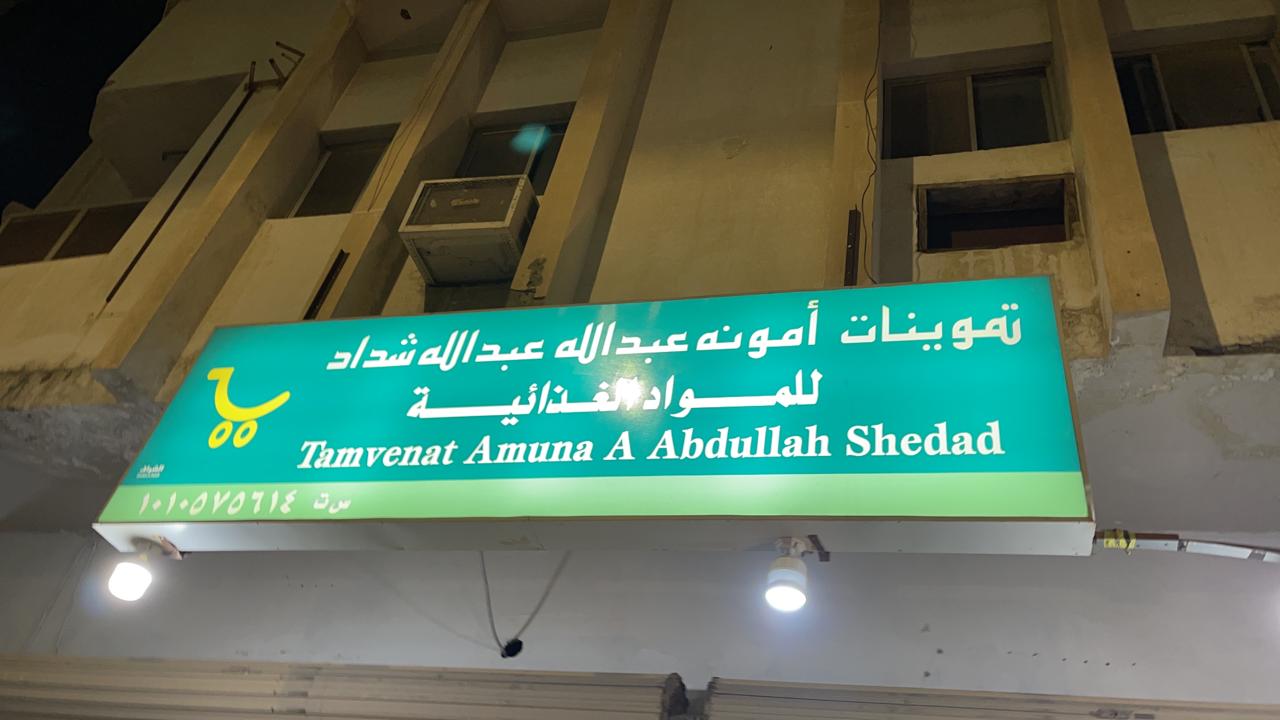 تموينات أمونه عبدالله عبدالله شداد
للمواد الغذائية
Tamvenat Amuna A Abdullah Shedad
س ت ١٠١٠٥٧٥٦١٤